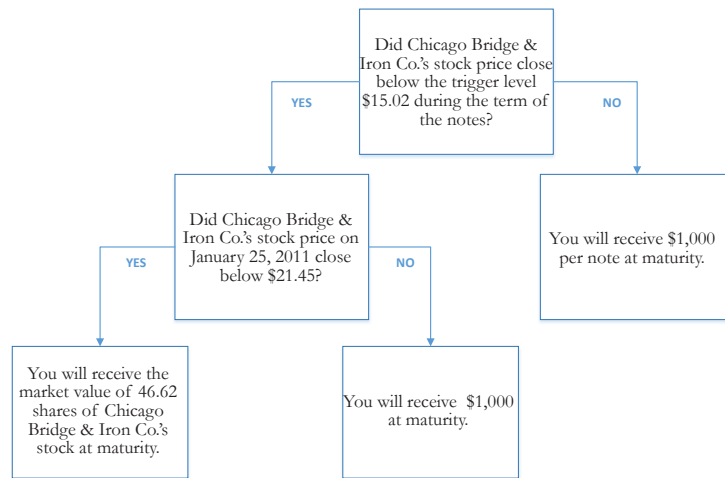 Did Chicago Bridge &
Iron Co.'s stock price close
below the trigger level
$15.02 during the term of
the notes?
YES
NO
Did Chicago Bridge &
Iron Co.'s stock price on
January 25, 2011 close
below $21.45?
You will receive $1,000
per note at maturity.
YES
NO
You will receive the
market value of 46.62
shares of Chicago
Bridge & Iron Co.'s
stock at maturity.
You will receive $1,000
at maturity.